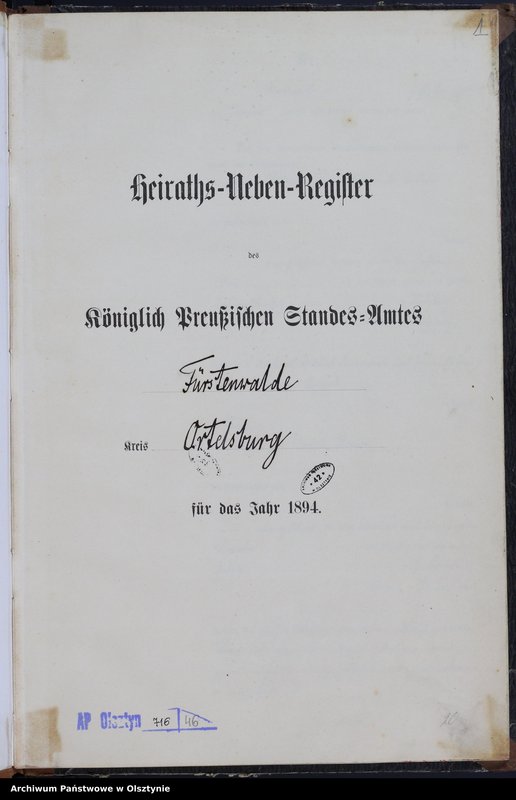 1
Heiraths-Neben-Register
des
Königlich Preußischen Standes-Amtes
Fürstenwalde
Kreis Ortelsburg
42
für das Jahr 1894.
AP Olsztyn 716 46
Archiwum Państwowe w Olsztynie